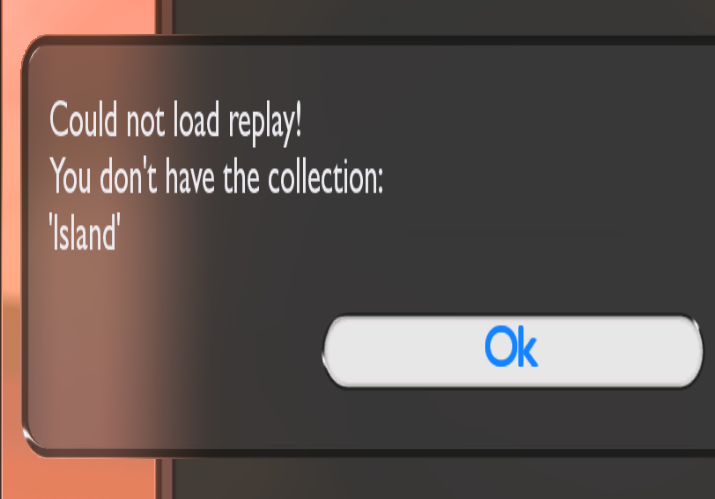 Could not load replay!
You don't have the collection:
'Island'
Ok